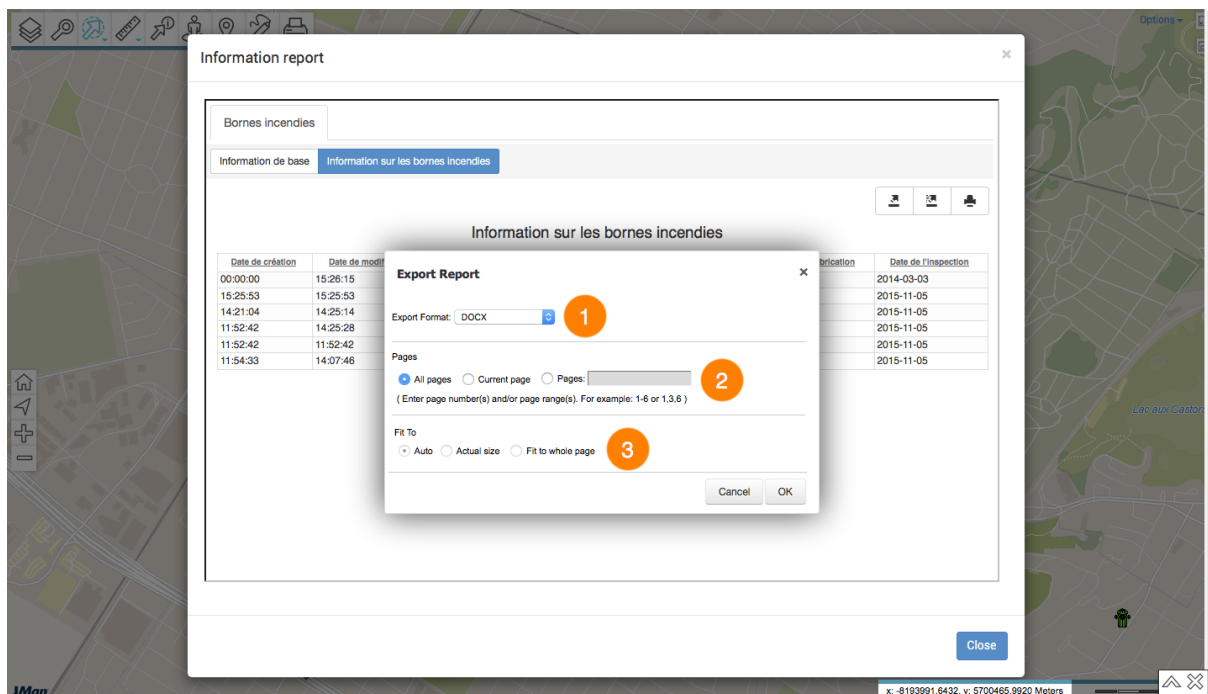 Options
Information report
×
Bornes incendies
Information de base Information sur les bornes incendies
Information sur les bornes incendies
Date de création Date de modif brication Date de l'inspection
00:00:00 15:26:15 2014-03-03
15:25:53 15:25:53 2015-11-05
14:21:04 14:25:14 2015-11-05
11:52:42 14:25:28 2015-11-05
11:52:42 11:52:42 2015-11-05
11:54:33 14:07:46 2015-11-05
Export Report ×
Export Format: DOCX 1
Pages
All pages Current page Pages: 2
( Enter page number(s) and/or page range(s). For example: 1-6 or 1,3,6 )
Fit To
Auto Actual size Fit to whole page 3
Cancel OK
Lac aux Castors
Close
JMap
x: -8193991.6432, y: 5700465.9920 Meters